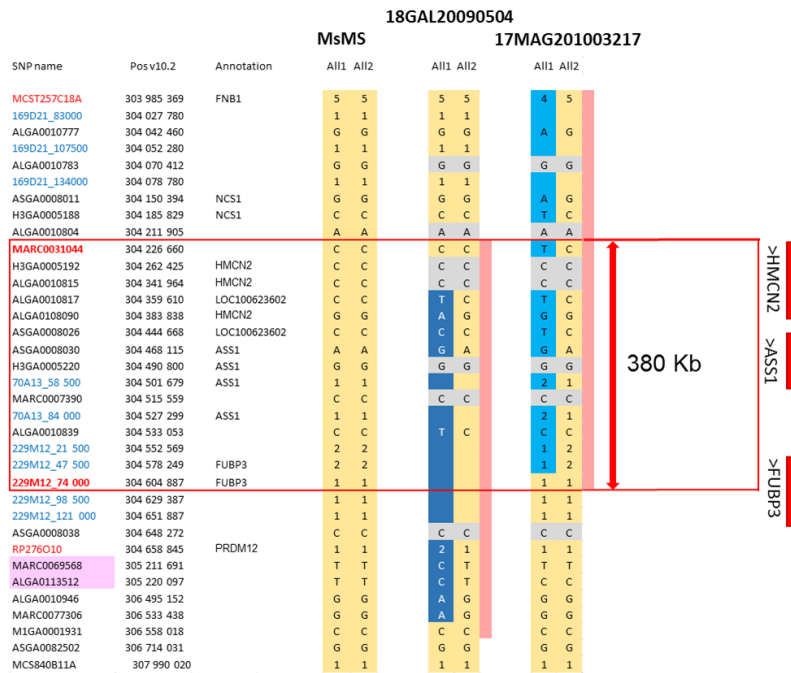 18GAL20090504
MsMS 17MAG201003217
SNP name Pos v10.2 Annotation All1 All2 All1 All2 All1 All2
MCST257C18A 303 985 369 FNB1 5 5 5 5 4 5
169D21_83000 304 027 780 1 1 1 1
ALGA0010777 304 042 460 G G G G A G
169D21_107500 304 052 280 1 1 1 1
ALGA0010783 304 070 412 G G G G G G
169D21_134000 304 078 780 1 1 1 1
ASGA0008011 304 150 394 NCS1 G G G G A G
H3GA0005188 304 185 829 NCS1 C C C C T C
ALGA0010804 304 211 905 A A A A A A
MARC0031044 304 226 660 C C C C T C
H3GA0005192 304 262 425 HMCN2 C C C C C C
ALGA0010815 304 341 964 HMCN2 C C C C C C
ALGA0010817 304 359 610 LOC100623602 C C T C T C
ALGA0108090 304 383 838 HMCN2 G G A G G G
ASGA0008026 304 444 668 LOC100623602 C C C C T C
ASGA0008030 304 468 115 ASS1 A A G A G A
H3GA0005220 304 490 800 ASS1 G G G G G G
70A13_58 500 304 501 679 ASS1 1 1 2 1
MARC0007390 304 515 559 C C C C C C
70A13_84 000 304 527 299 ASS1 1 1 2 1
ALGA0010839 304 533 053 C C T C C C
229M12_21 500 304 552 569 2 2 1 2
229M12_47 500 304 578 249 FUBP3 2 2 1 2
229M12_74 000 304 604 887 FUBP3 1 1 1 1
229M12_98 500 304 629 387 1 1 1 1
229M12_121 000 304 651 887 1 1 1 1
ASGA0008038 304 648 272 C C C C C C
RP276O10 304 658 845 PRDM12 1 1 2 1 1 1
MARC0069568 305 211 691 T T C T T T
ALGA0113512 305 220 097 T T C T C C
ALGA0010946 306 495 152 G G A G G G
MARC0077306 306 533 438 G G A G G G
M1GA0001931 306 558 018 C C C C C C
ASGA0082502 306 714 031 G G G G G G
MCS840B11A 307 990 020 1 1 1 1 1 1
380 Kb
>HMCN2
>ASS1
>FUBP3